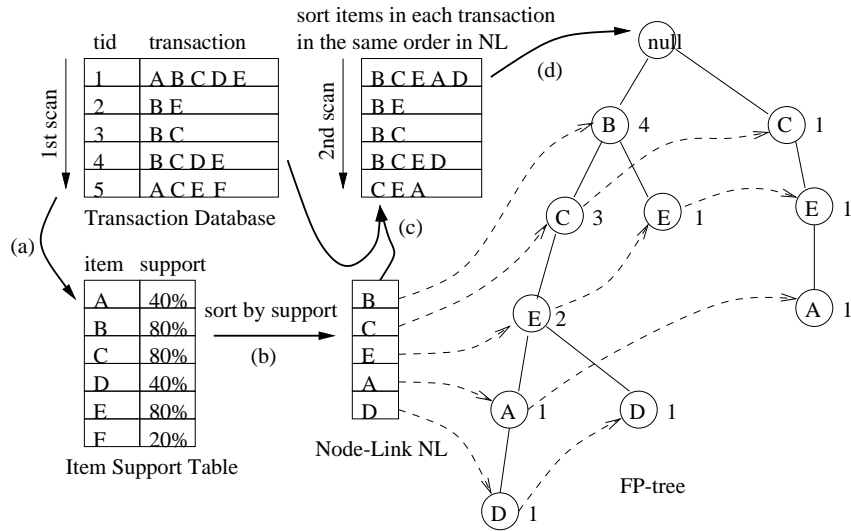 tid transaction
1 A B C D E
2 B E
3 B C
4 B C D E
5 A C E F
1st scan
Transaction Database
(a)
item support
A 40%
B 80%
C 80%
D 40%
E 80%
F 20%
Item Support Table
sort by support
(b)
sort items in each transaction
in the same order in NL
B C E A D
B E
B C
B C E D
C E A
2nd scan
(c)
B
C
E
A
D
Node-Link NL
(d)
null
B 4
C 1
C 3
E 1
E 1
E 2
A 1
A 1
D 1
D 1
FP-tree